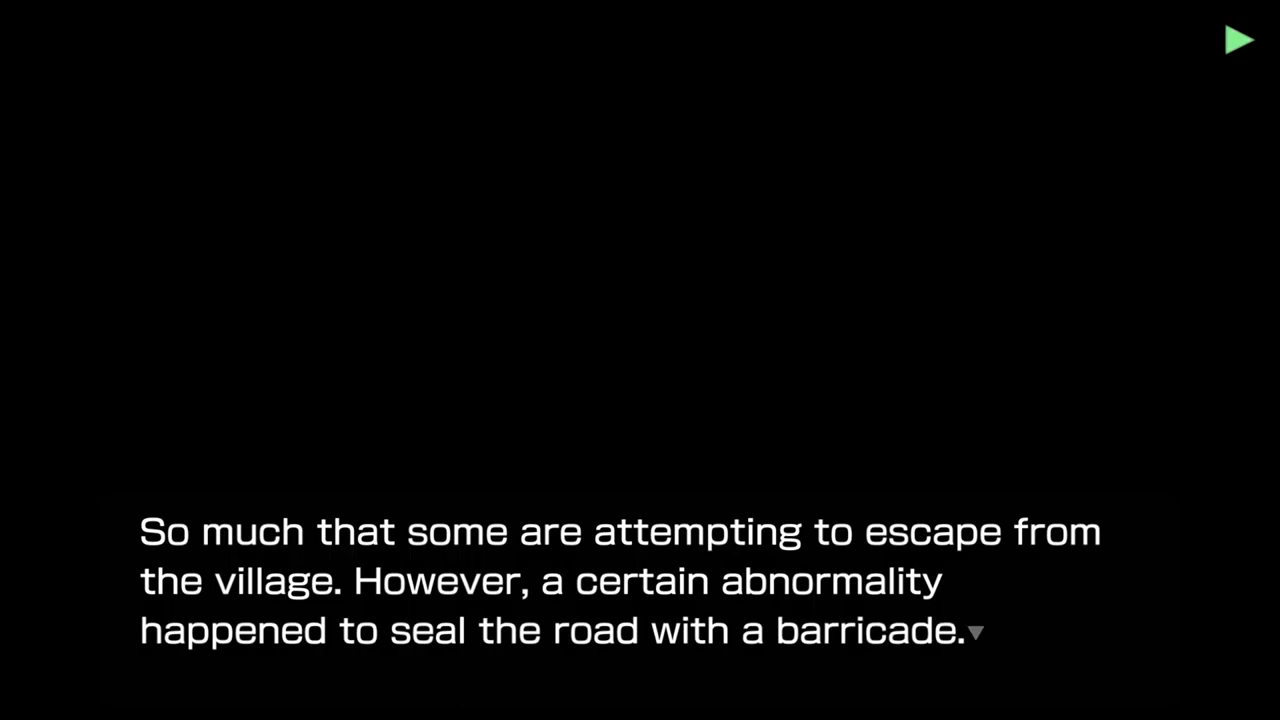 So much that some are attempting to escape from
the village. However, a certain abnormality
happened to seal the road with a barricade.